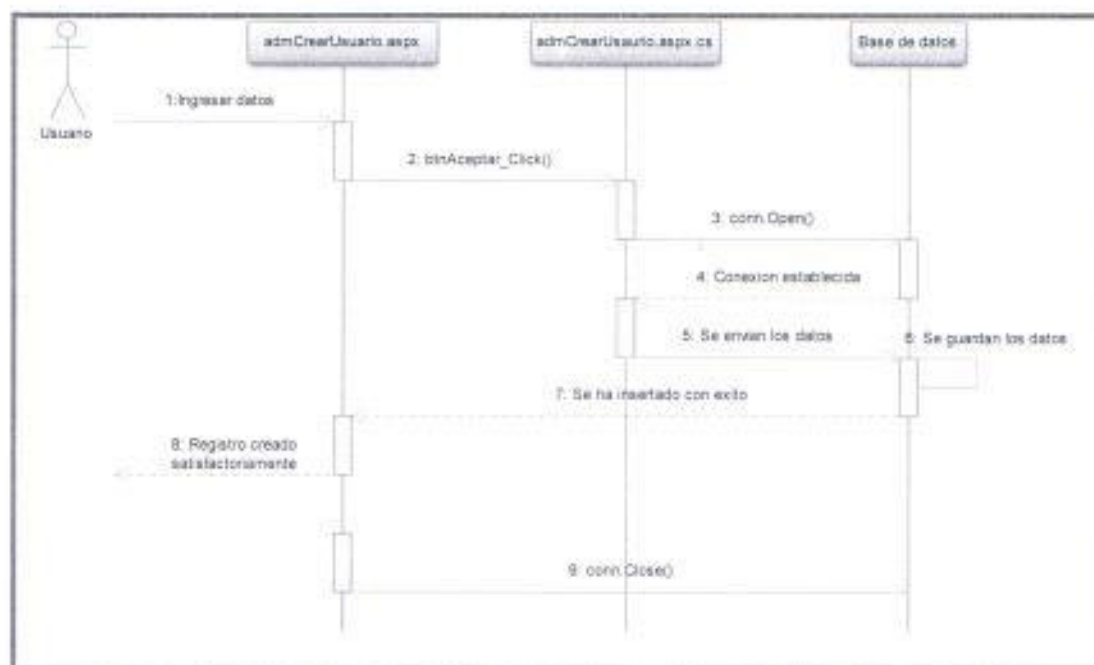 admCrearUsuario.aspx
admCrearUsaurio.aspx.cs
Base de datos
Usuario
1:Ingresar datos
2: btnAceptar_Click()
3: conn.Open()
4: Conexion establecida
5: Se envian los datos
6: Se guardan los datos
7: Se ha insertado con exito
8: Registro creado
satisfactoriamente
9: conn.Close()